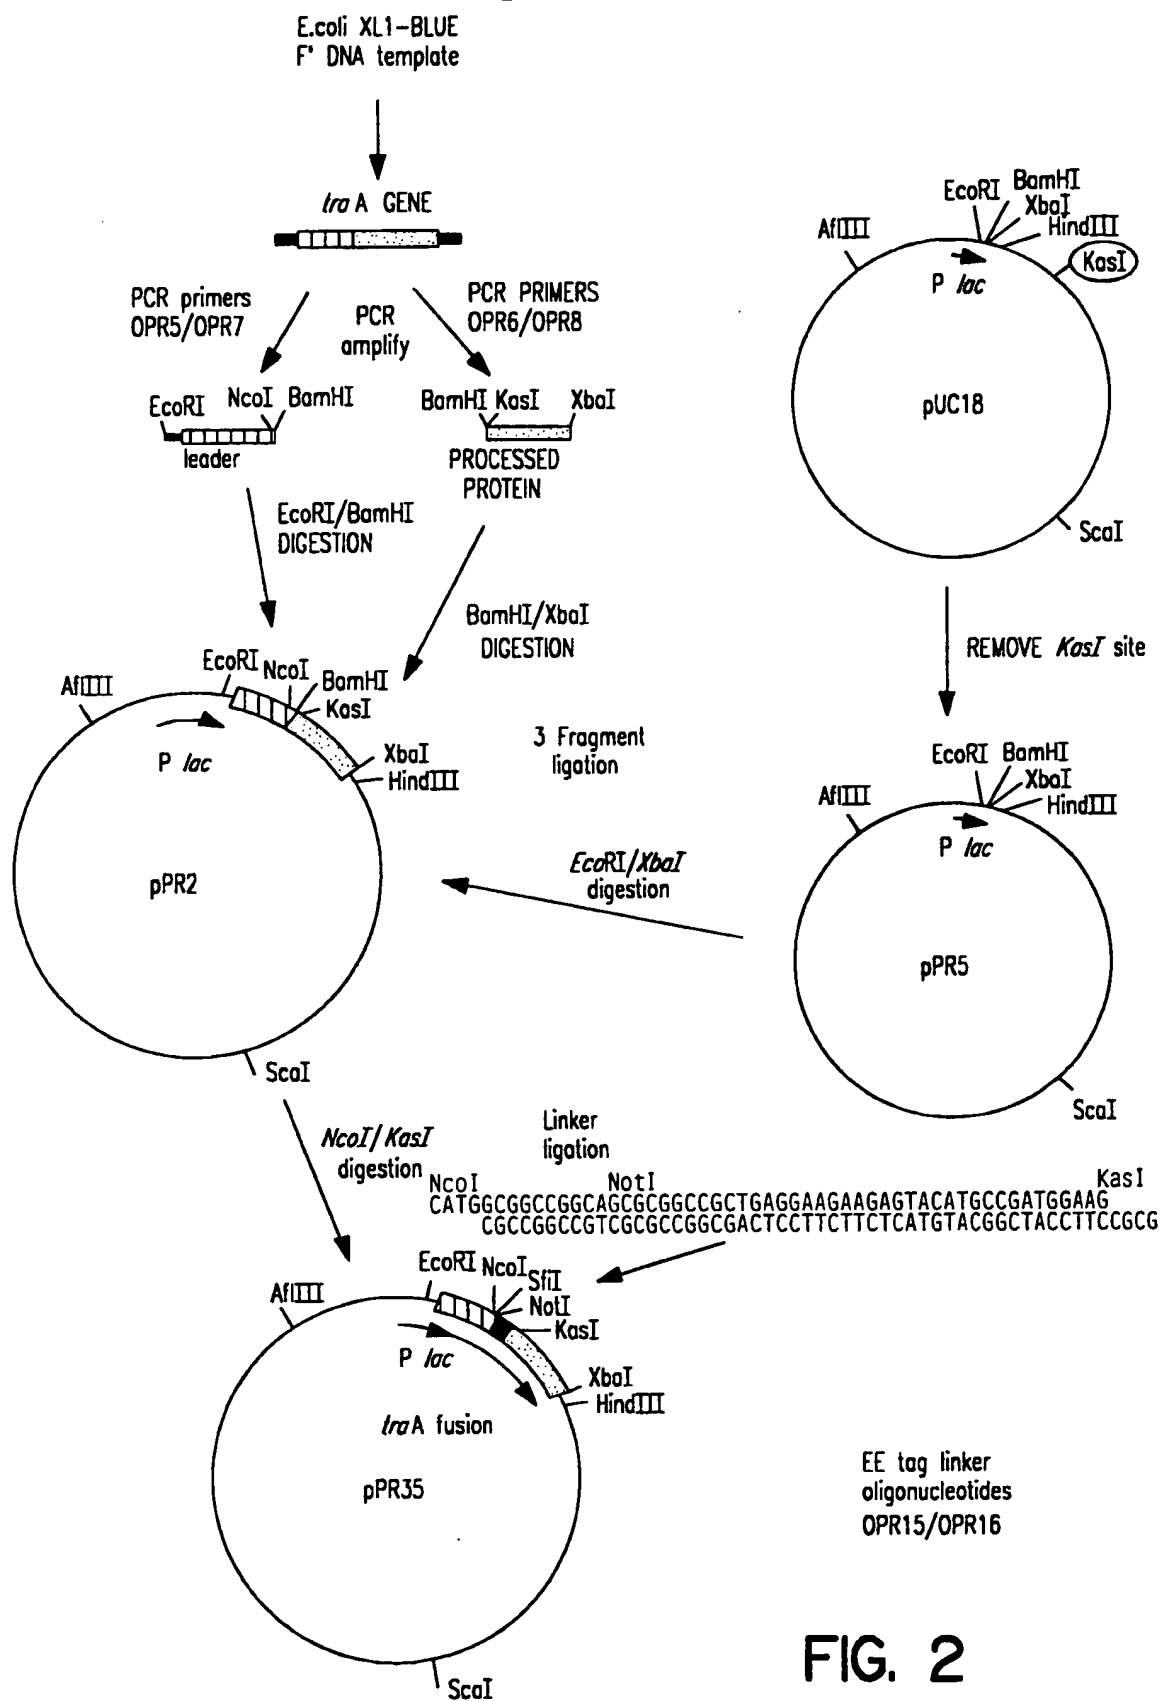 E.coli XL1-BLUE
F' DNA template
traA GENE
PCR primers
OPR5/OPR7
PCR
amplify
PCR PRIMERS
OPR6/OPR8
EcoRI
NcoI
BamHI
leader
BamHI
KasI
XbaI
PROCESSED
PROTEIN
EcoRI/BamHI
DIGESTION
BamHI/XbaI
DIGESTION
AflIII
EcoRI
BamHI
XbaI
HindIII
KasI
P lac
pUC18
ScaI
REMOVE KasI site
AflIII
EcoRI
NcoI
BamHI
KasI
XbaI
HindIII
P lac
pPR2
ScaI
3 Fragment
ligation
EcoRI/XbaI
digestion
AflIII
EcoRI
BamHI
XbaI
HindIII
P lac
pPR5
ScaI
NcoI/KasI
digestion
Linker
ligation
NcoI
NotI
KasI
CATGGCGGCCGGCAGCGCGGCCGCTGAGGAAGAAGAGTACATGCCGATGGAAG
CGCCGGCCGTCGCGCCGGCGACTCCTTCTTCTCATGTACGGCTACCTTCCGCG
AflIII
EcoRI
NcoI
SfiI
NotI
KasI
XbaI
HindIII
P lac
traA fusion
pPR35
ScaI
EE tag linker
oligonucleotides
OPR15/OPR16
FIG. 2